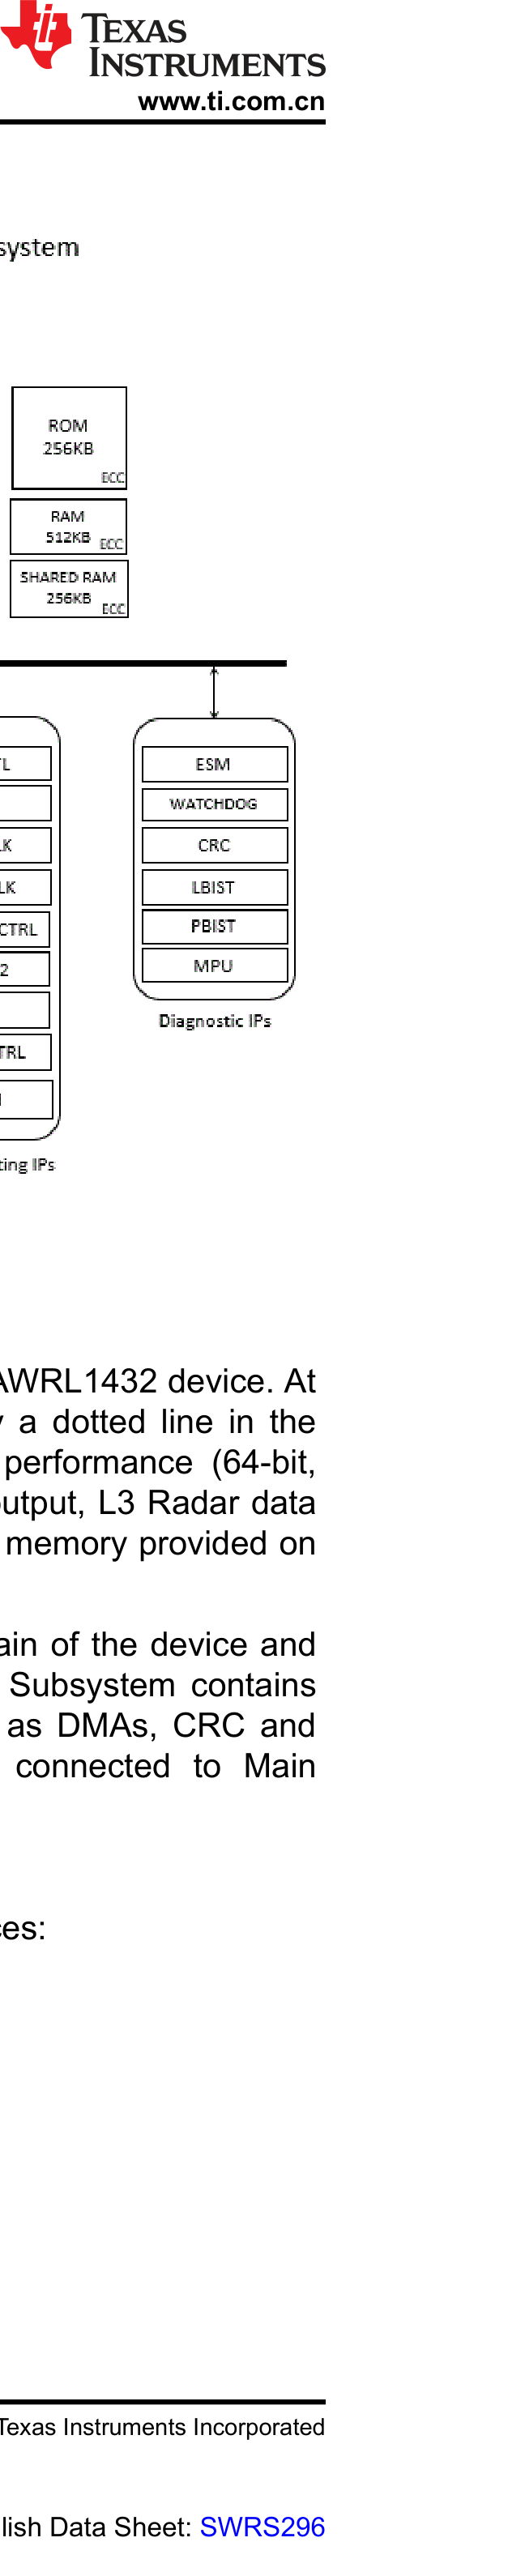 TEXAS
INSTRUMENTS
www.ti.com.cn
system
ROM
256KB
ECC
RAM
512KB
ECC
SHARED RAM
256KB
ECC
TL
LK
LK
CTRL
2
TRL
ting IPs
ESM
WATCHDOG
CRC
LBIST
PBIST
MPU
Diagnostic IPs
AWRL1432 device. At
a dotted line in the
performance (64-bit,
output, L3 Radar data
memory provided on
ain of the device and
Subsystem contains
as DMAs, CRC and
connected to Main
ces:
Texas Instruments Incorporated
lish Data Sheet: SWRS296